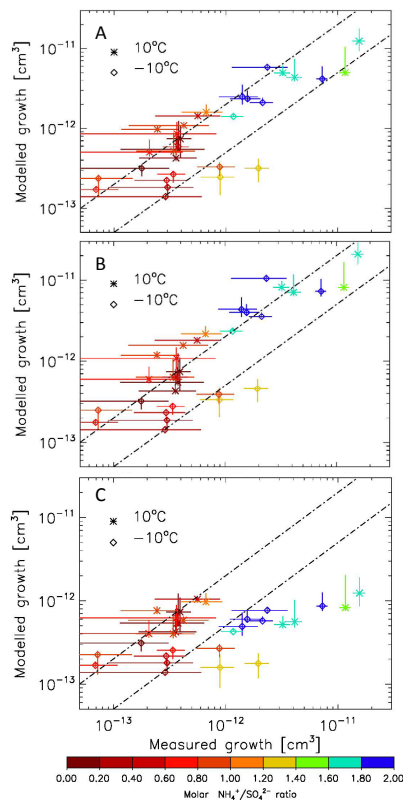 A
10°C
-10°C
10⁻¹¹
10⁻¹²
10⁻¹³
Modelled growth [cm³]
B
10°C
-10°C
10⁻¹¹
10⁻¹²
10⁻¹³
Modelled growth [cm³]
C
10°C
-10°C
10⁻¹¹
10⁻¹²
10⁻¹³
Modelled growth [cm³]
10⁻¹³ 10⁻¹² 10⁻¹¹
Measured growth [cm³]
0.00 0.20 0.40 0.60 0.80 1.00 1.20 1.40 1.60 1.80 2.00
Molar NH₄⁺/SO₄²⁻ ratio